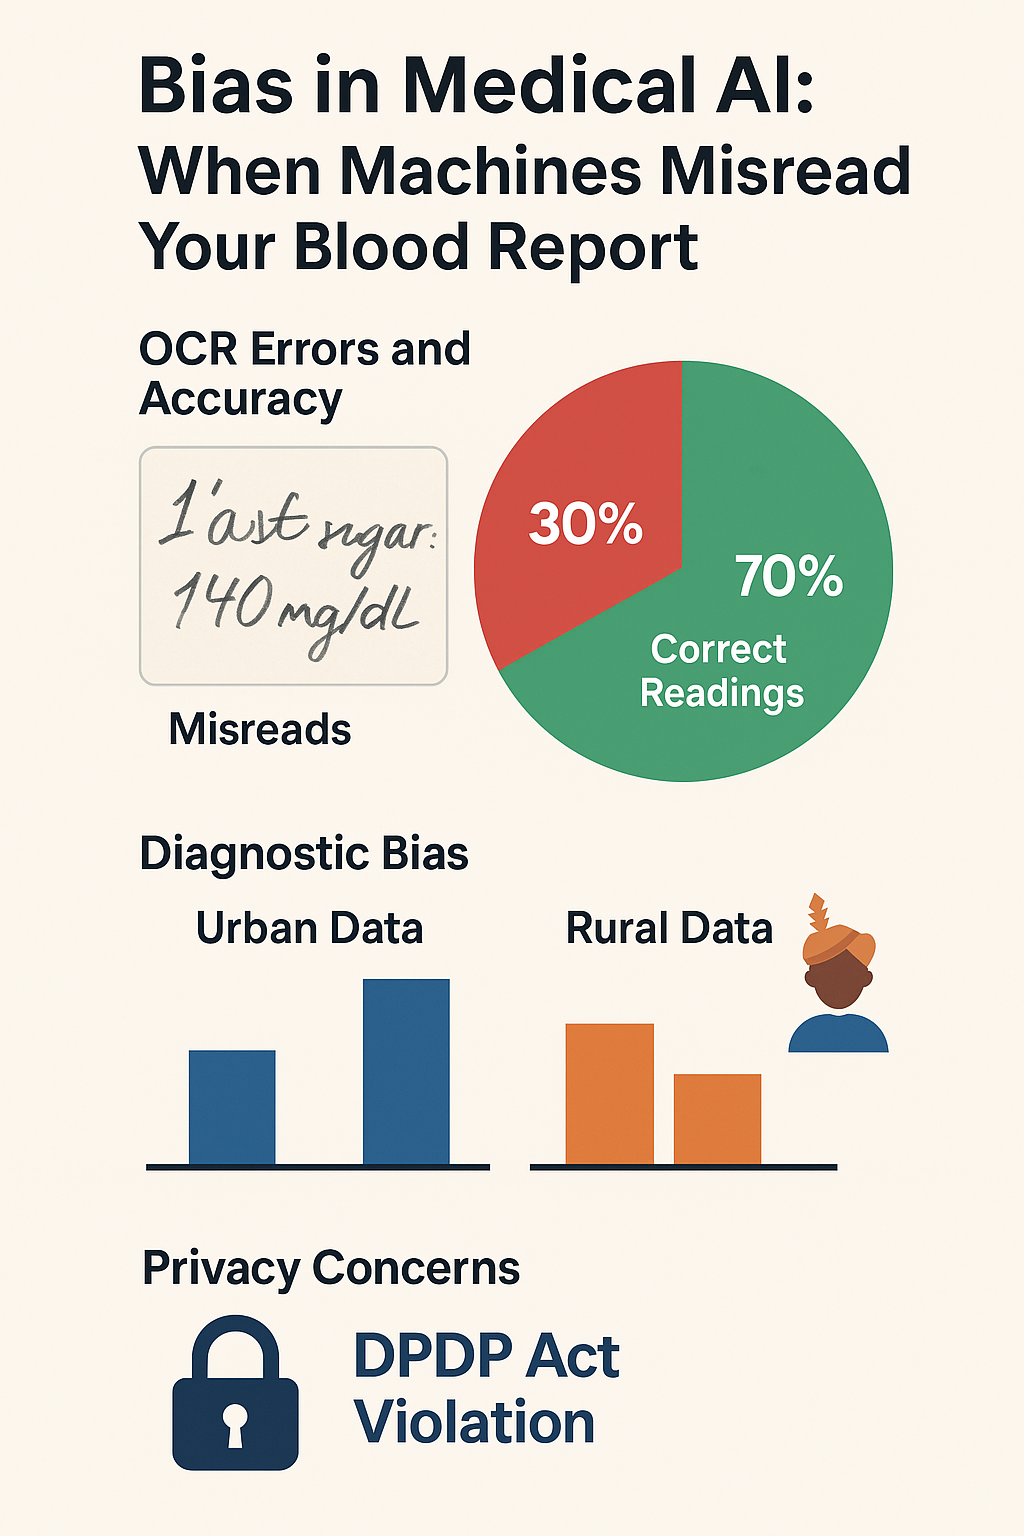 Bias in Medical AI:
When Machines Misread
Your Blood Report
OCR Errors and
Accuracy
1'ast sugar:
140 mg/dL
Misreads
30%
70%
Correct
Readings
Diagnostic Bias
Urban Data
Rural Data
Privacy Concerns
DPDP Act
Violation